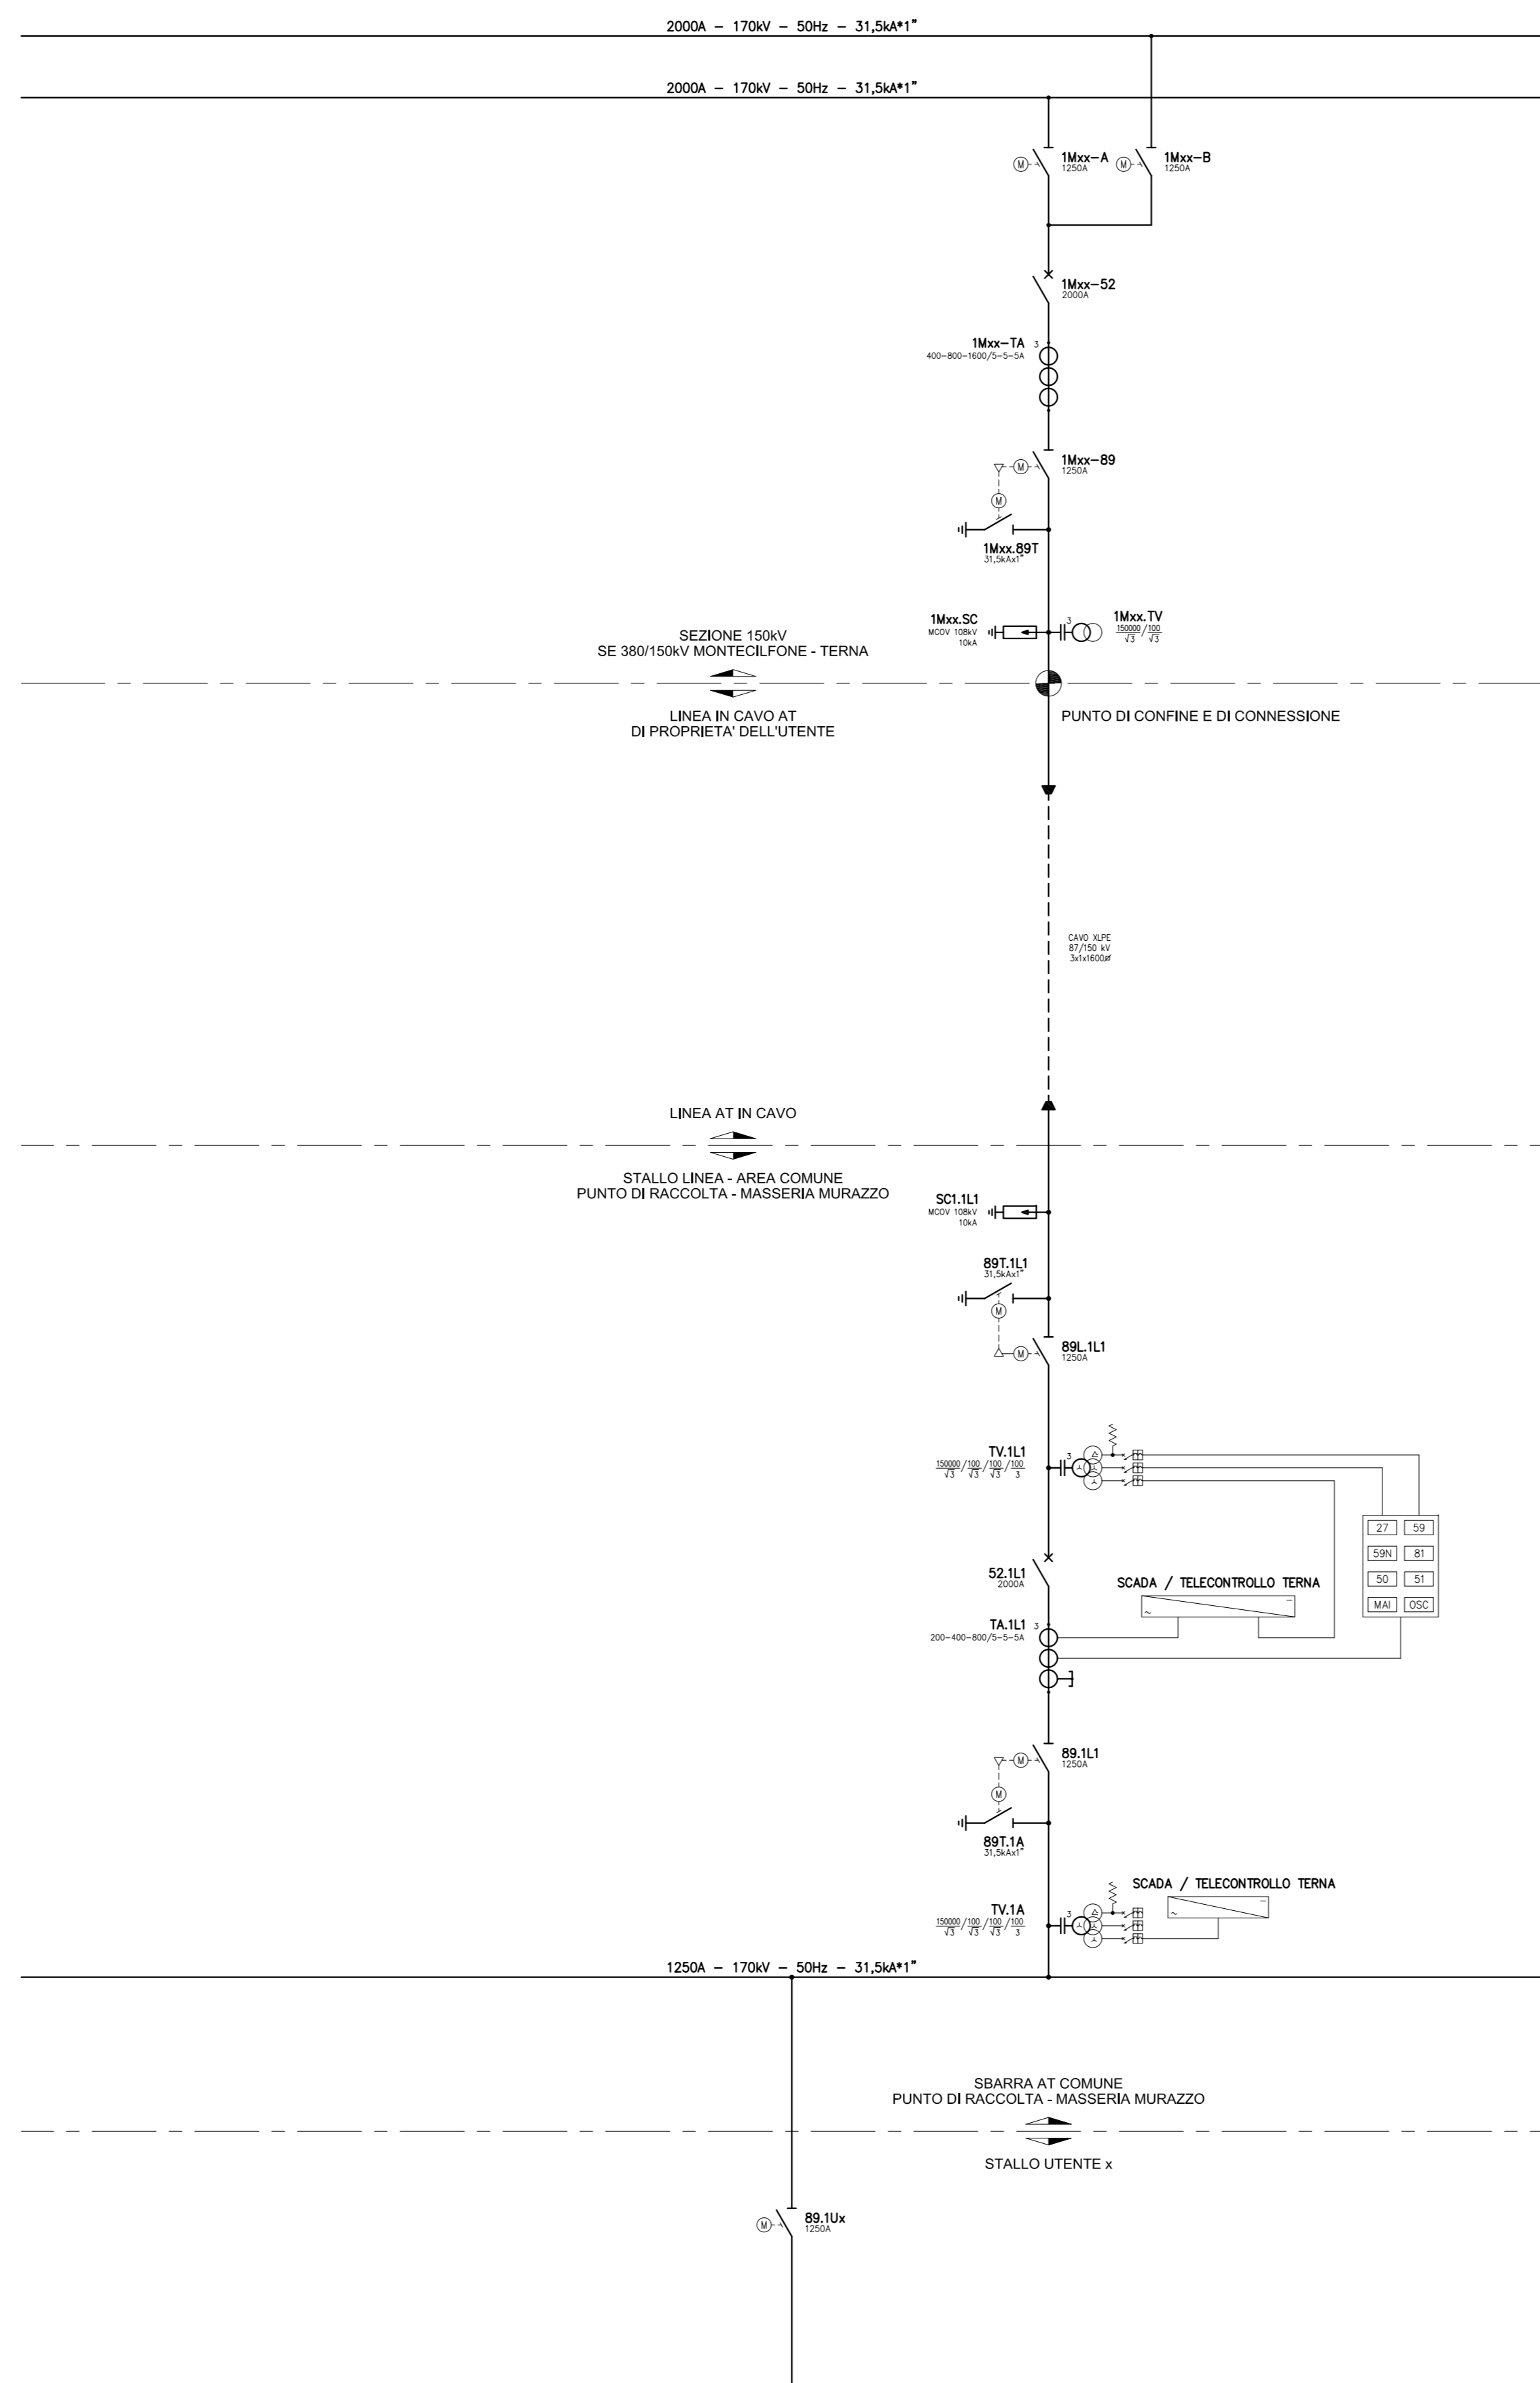 2000A - 170kV - 50Hz - 31,5kA*1"
2000A - 170kV - 50Hz - 31,5kA*1"
M
1Mxx-A
1250A
M
1Mxx-B
1250A
1Mxx-52
2000A
1Mxx-TA
400-800-1600/5-5-5A
3
1Mxx-89
1250A
M
M
1Mxx.89T
31,5kAx1"
1Mxx.SC
MCOV 108kV
10kA
3
1Mxx.TV
150000/√3/100/√3
SEZIONE 150kV
SE 380/150kV MONTECILFONE - TERNA
LINEA IN CAVO AT
DI PROPRIETA' DELL'UTENTE
PUNTO DI CONFINE E DI CONNESSIONE
CAVO XLPE
87/150 kV
3x1x1600
LINEA AT IN CAVO
STALLO LINEA - AREA COMUNE
PUNTO DI RACCOLTA - MASSERIA MURAZZO
SC1.1L1
MCOV 108kV
10kA
89T.1L1
31,5kAx1"
M
M
89L.1L1
1250A
TV.1L1
150000/√3/100/√3/100/√3/100/3
3
27 59
59N 81
50 51
MAI OSC
52.1L1
2000A
SCADA / TELECONTROLLO TERNA
TA.1L1
200-400-800/5-5-5A
3
89.1L1
1250A
M
M
89T.1A
31,5kAx1"
SCADA / TELECONTROLLO TERNA
TV.1A
150000/√3/100/√3/100/√3/100/3
3
1250A - 170kV - 50Hz - 31,5kA*1"
SBARRA AT COMUNE
PUNTO DI RACCOLTA - MASSERIA MURAZZO
STALLO UTENTE x
M
89.1Ux
1250A